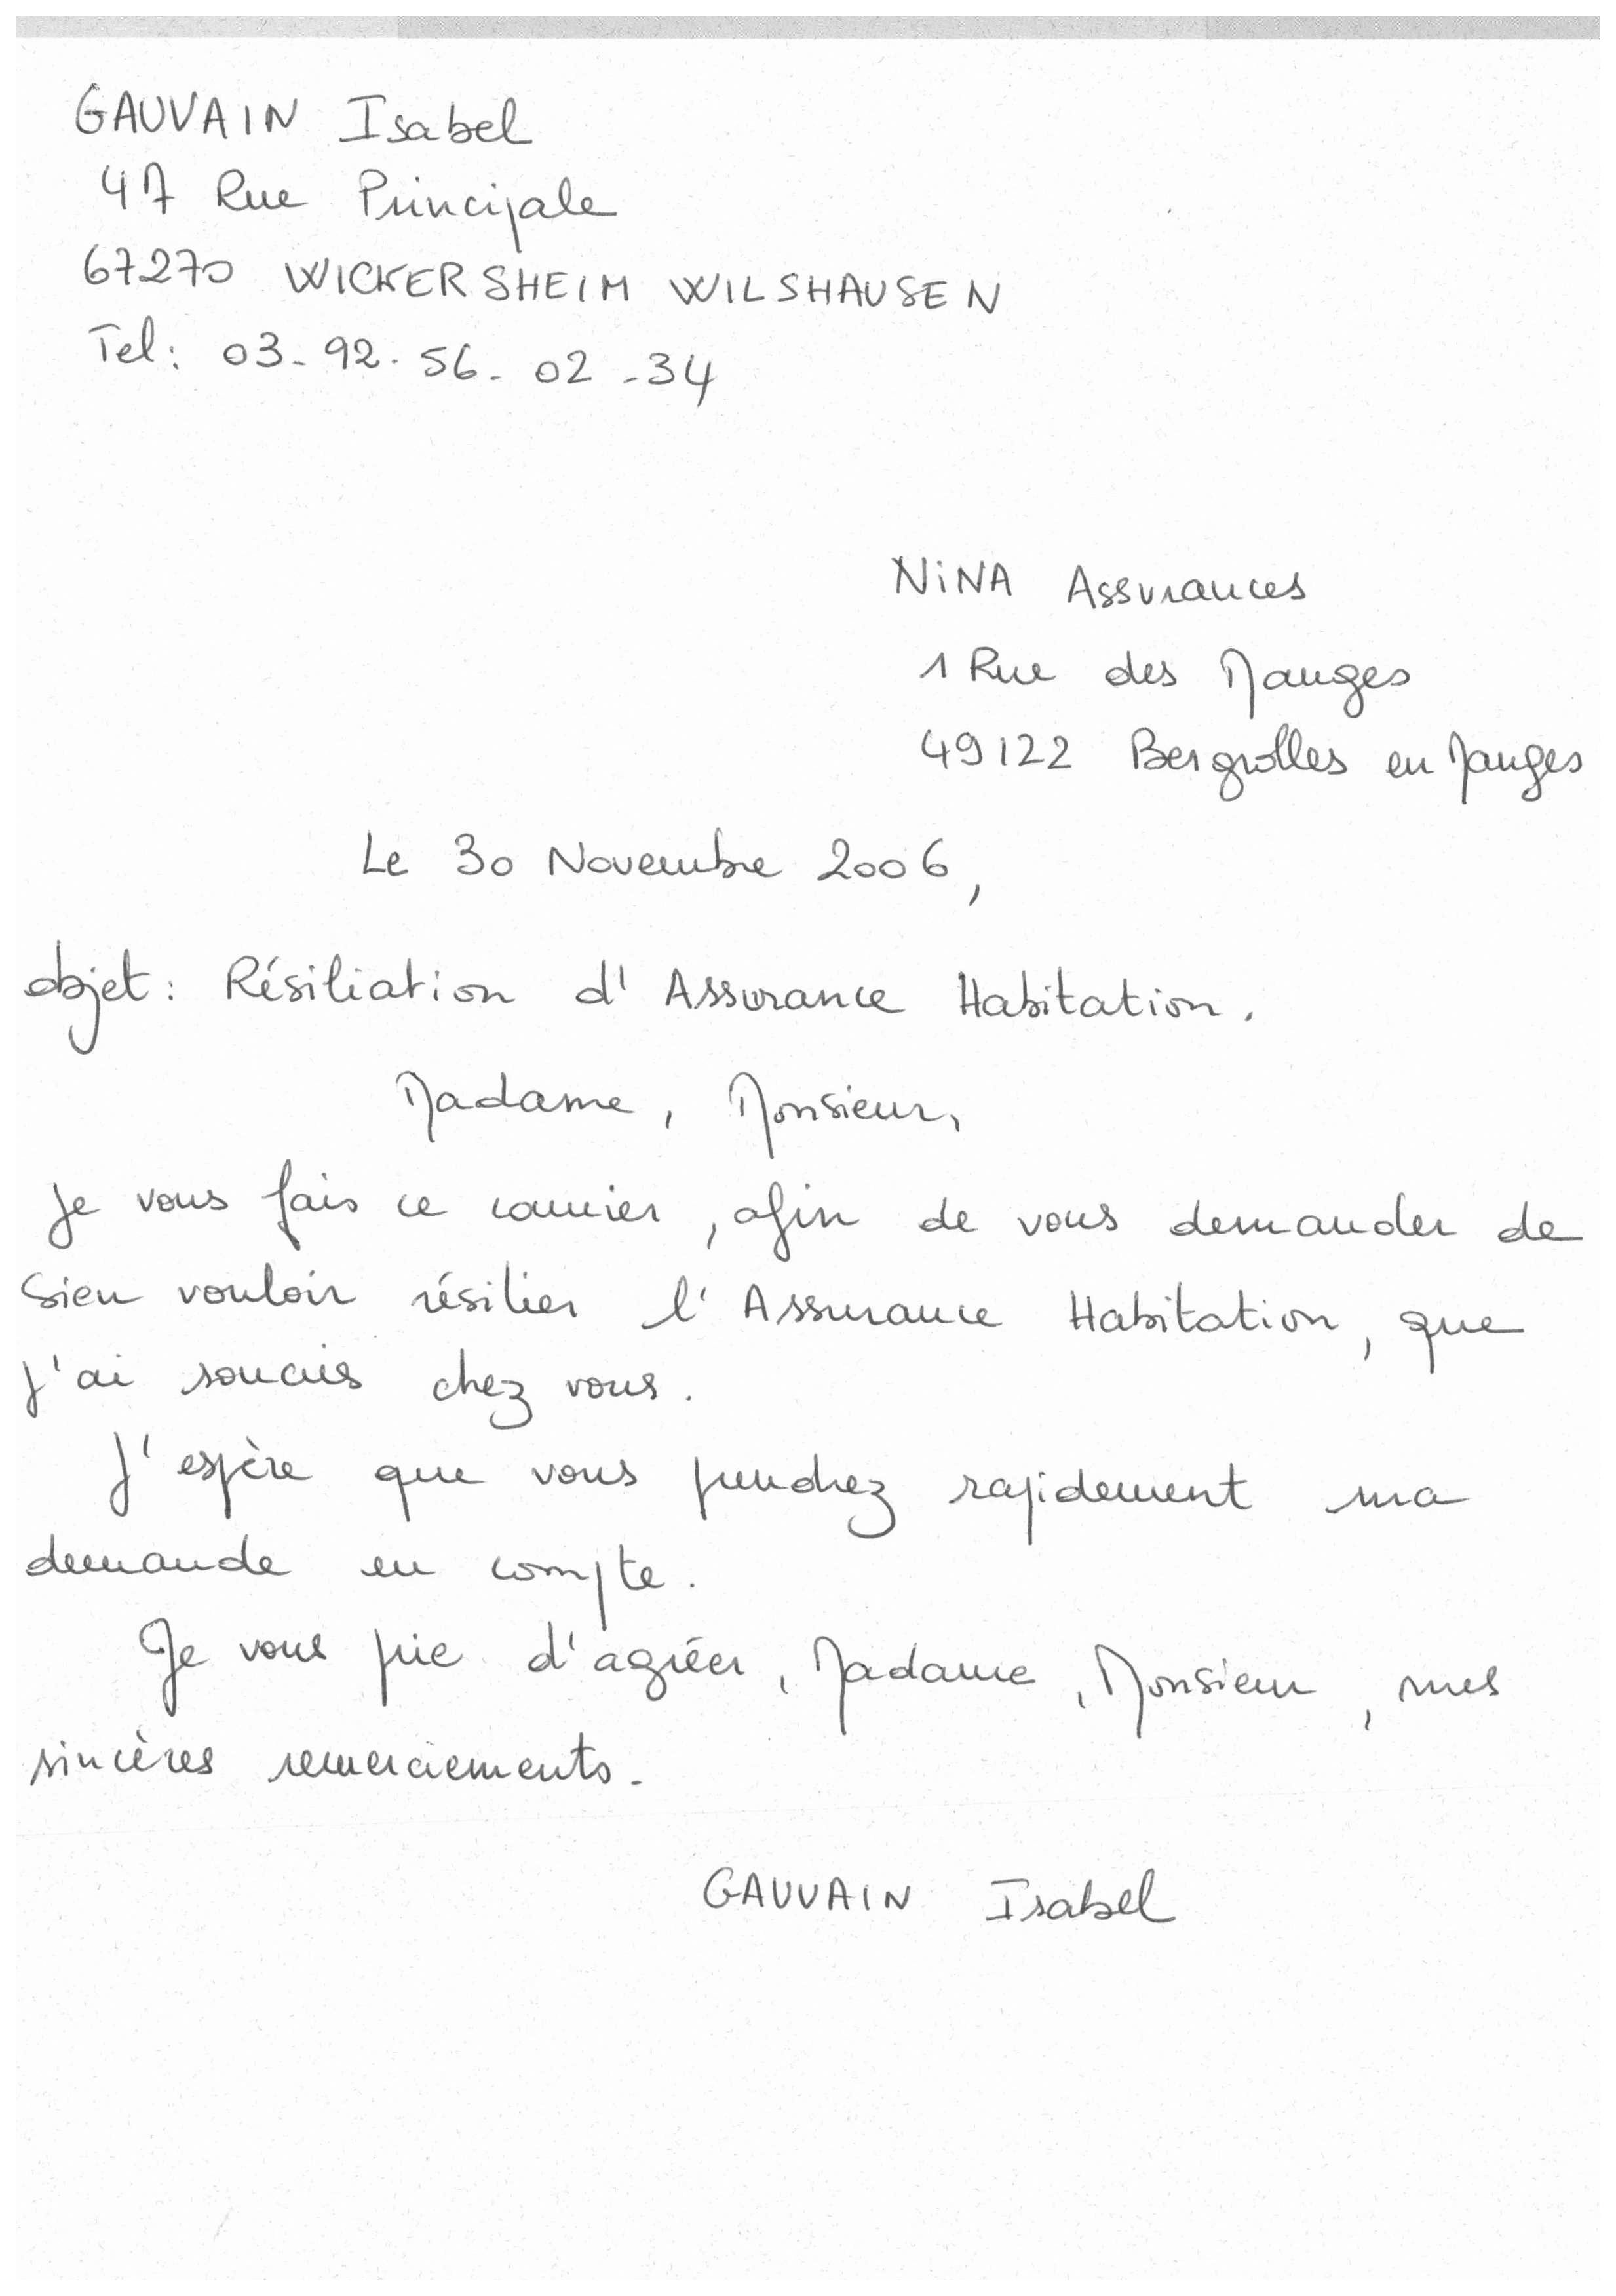 GAUVAIN Isabel
47 Rue Principale
67270 WICKERSHEIM WILSHAUSEN
Tel: 03-92-56-02-34
NiNA Assurances
1 Rue des Mauges
49122 Bergrolles en Mauges
Le 30 Novembre 2006,
objet: Résiliation d'Assurance Habitation.
Madame, Monsieur,
Je vous fais ce courrier, afin de vous demander de
bien vouloir résilier l'Assurance Habitation, que
j'ai souscris chez vous.
J'espère que vous prendrez rapidement ma
demande en compte.
Je vous prie d'agréer, Madame, Monsieur, mes
sincères remerciements.
GAUVAIN Isabel